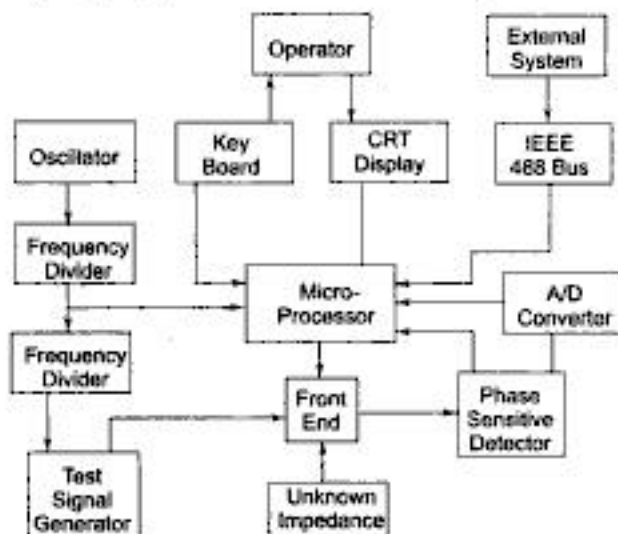 Operator
External
System
Oscillator
Key
Board
CRT
Display
IEEE
468 Bus
Frequency
Divider
Micro-
Processor
A/D
Converter
Frequency
Divider
Front
End
Phase
Sensitive
Detector
Test
Signal
Generator
Unknown
Impedance